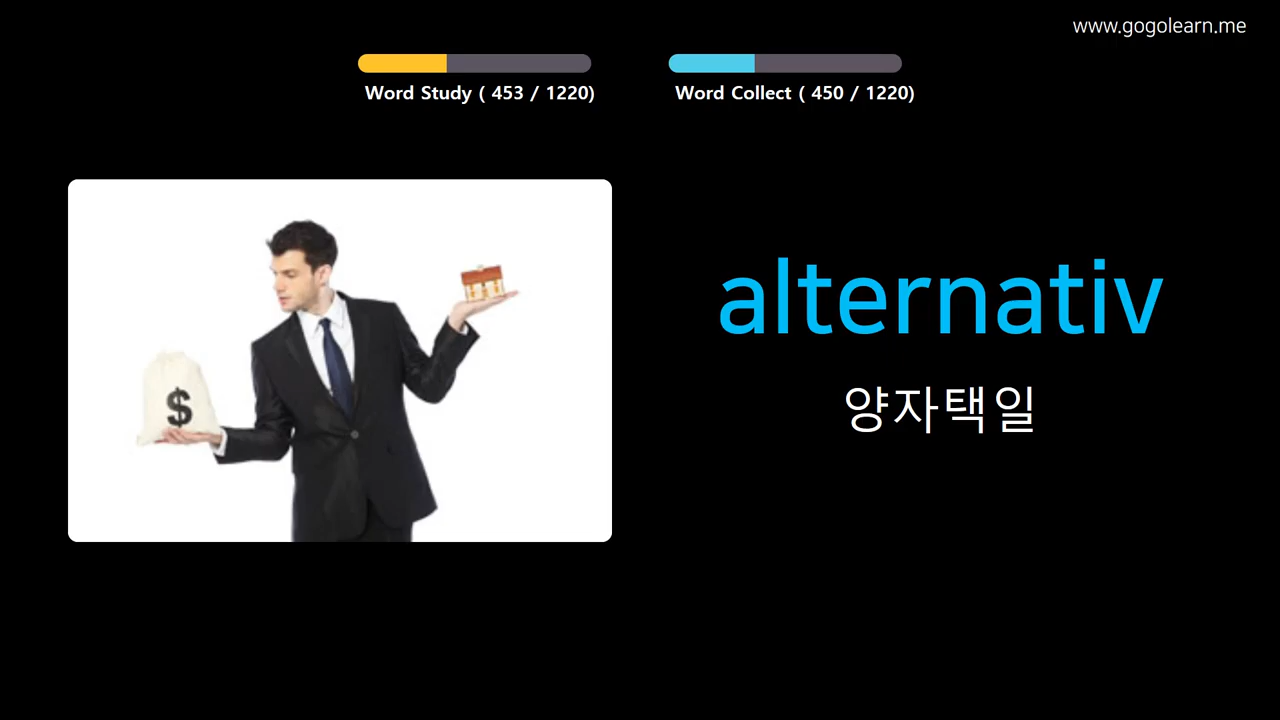 www.gogolearn.me
Word Study ( 453 / 1220)
Word Collect ( 450 / 1220)
$
alternativ
양자택일